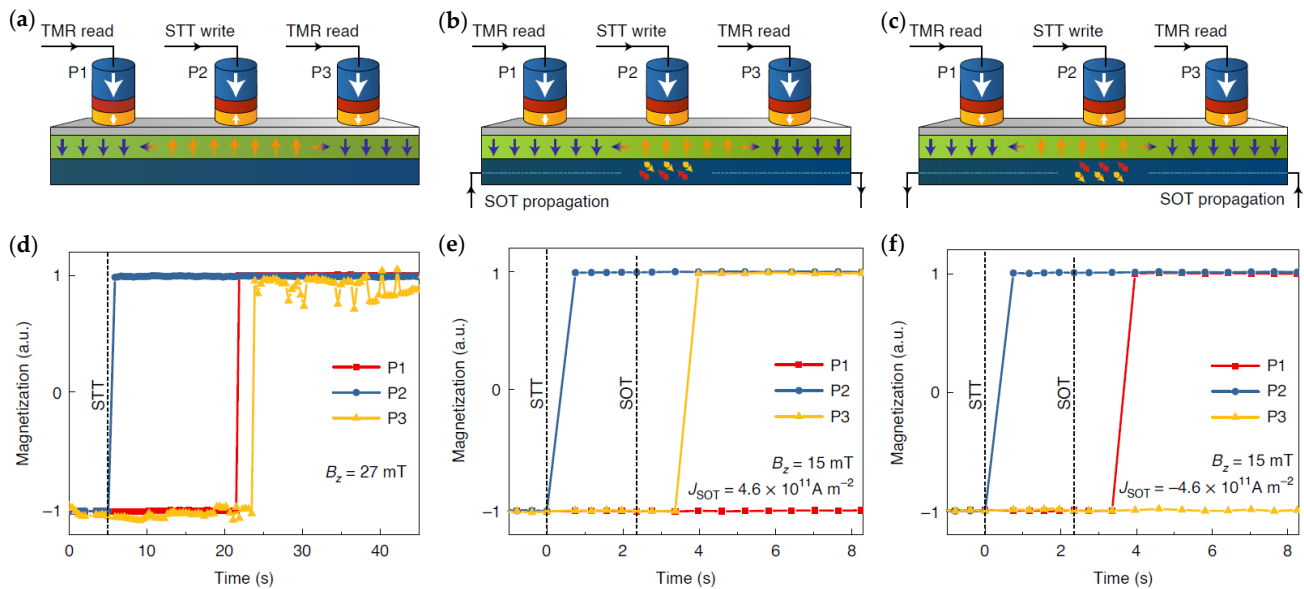 (a)
TMR read STT write TMR read
P1 P2 P3
(b)
TMR read STT write TMR read
P1 P2 P3
SOT propagation
(c)
TMR read STT write TMR read
P1 P2 P3
SOT propagation
(d)
Magnetization (a.u.)
1
0
−1
STT
P1
P2
P3
B_z = 27 mT
0 10 20 30 40
Time (s)
(e)
Magnetization (a.u.)
1
0
−1
STT
SOT
P1
P2
P3
B_z = 15 mT
J_SOT = 4.6 × 10¹¹A m⁻²
0 2 4 6 8
Time (s)
(f)
Magnetization (a.u.)
1
0
−1
STT
SOT
P1
P2
P3
B_z = 15 mT
J_SOT = −4.6 × 10¹¹A m⁻²
0 2 4 6 8
Time (s)